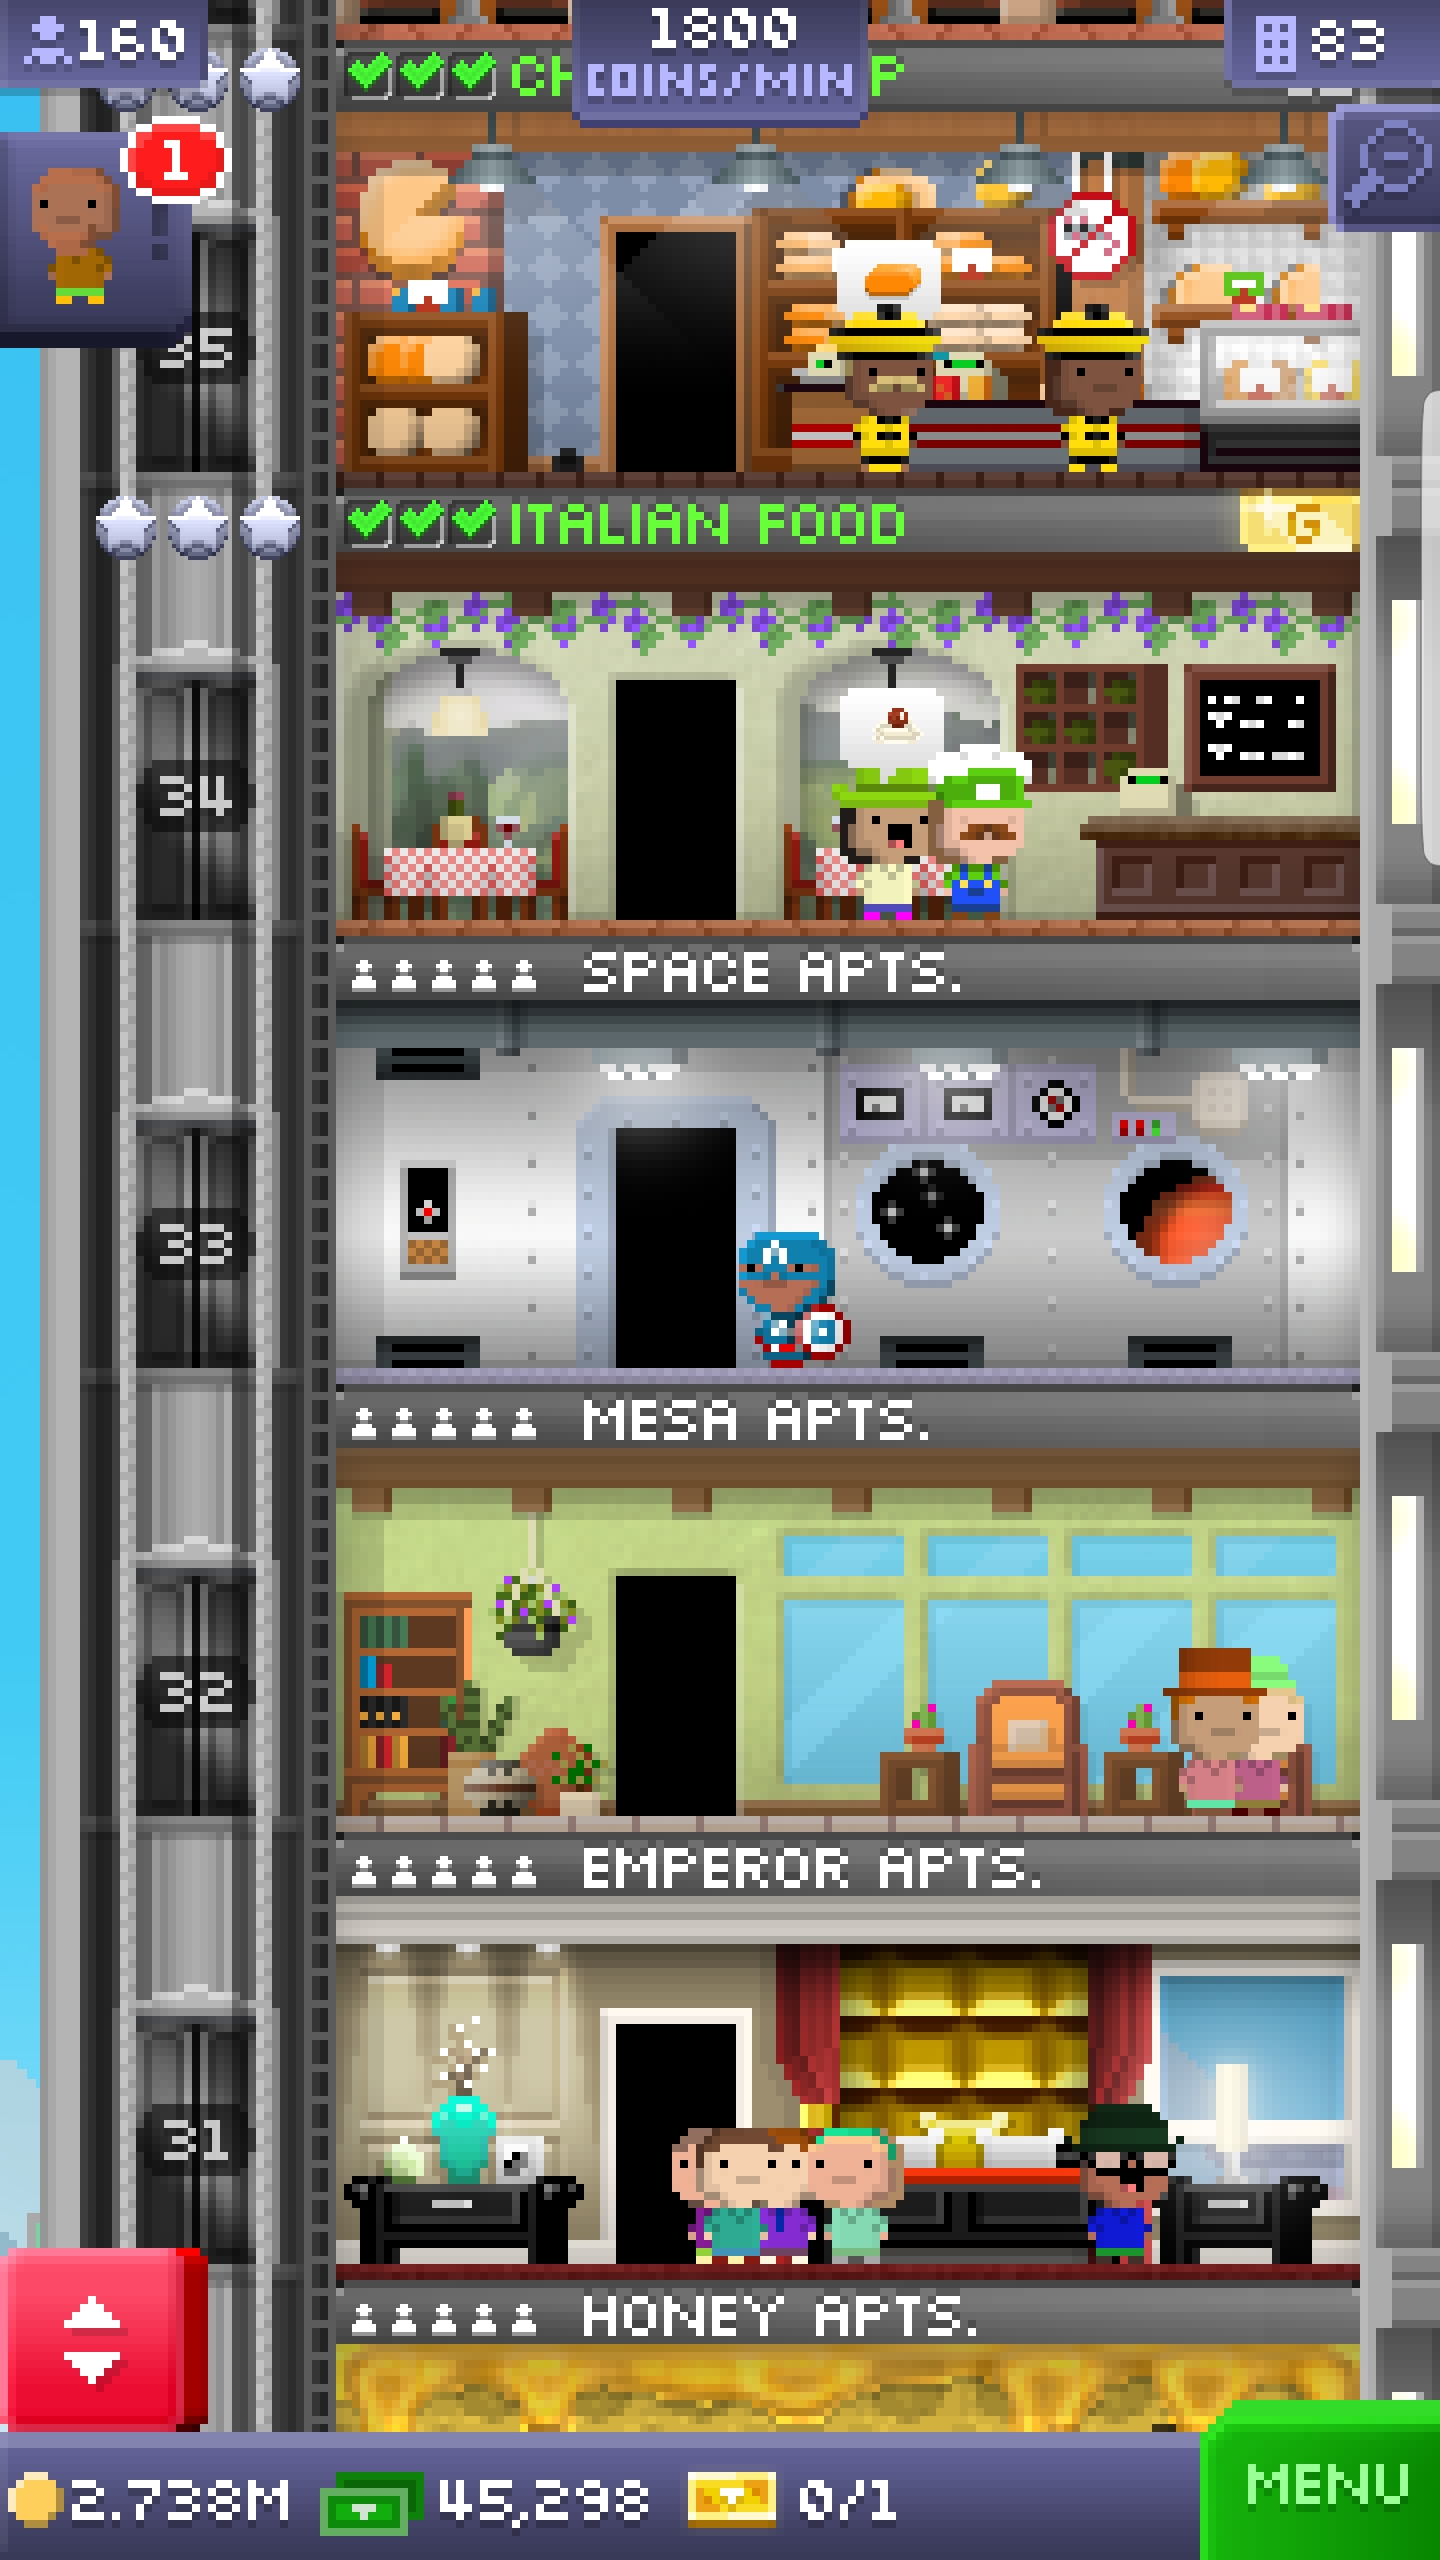 160
1800
83
COINS/MIN
1
35
ITALIAN FOOD
G
34
SPACE APTS.
33
MESA APTS.
32
EMPEROR APTS.
31
HONEY APTS.
2.738M
45,298
0/1
MENU